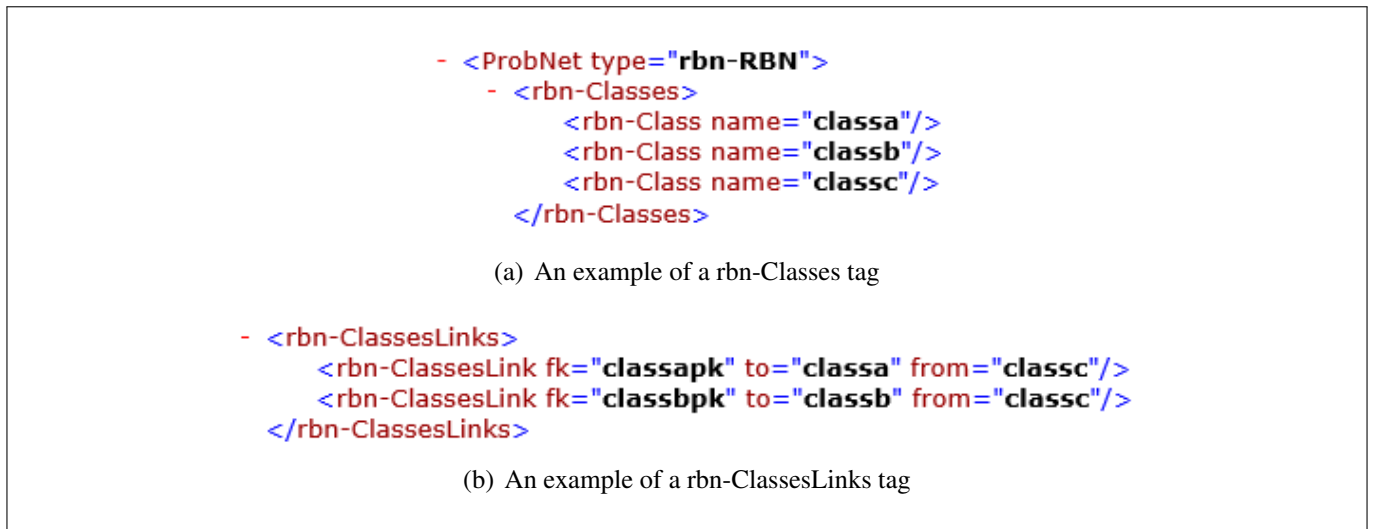 - <ProbNet type="rbn-RBN">
- <rbn-Classes>
<rbn-Class name="classa"/>
<rbn-Class name="classb"/>
<rbn-Class name="classc"/>
</rbn-Classes>
(a) An example of a rbn-Classes tag
- <rbn-ClassesLinks>
<rbn-ClassesLink fk="classapk" to="classa" from="classc"/>
<rbn-ClassesLink fk="classbpk" to="classb" from="classc"/>
</rbn-ClassesLinks>
(b) An example of a rbn-ClassesLinks tag